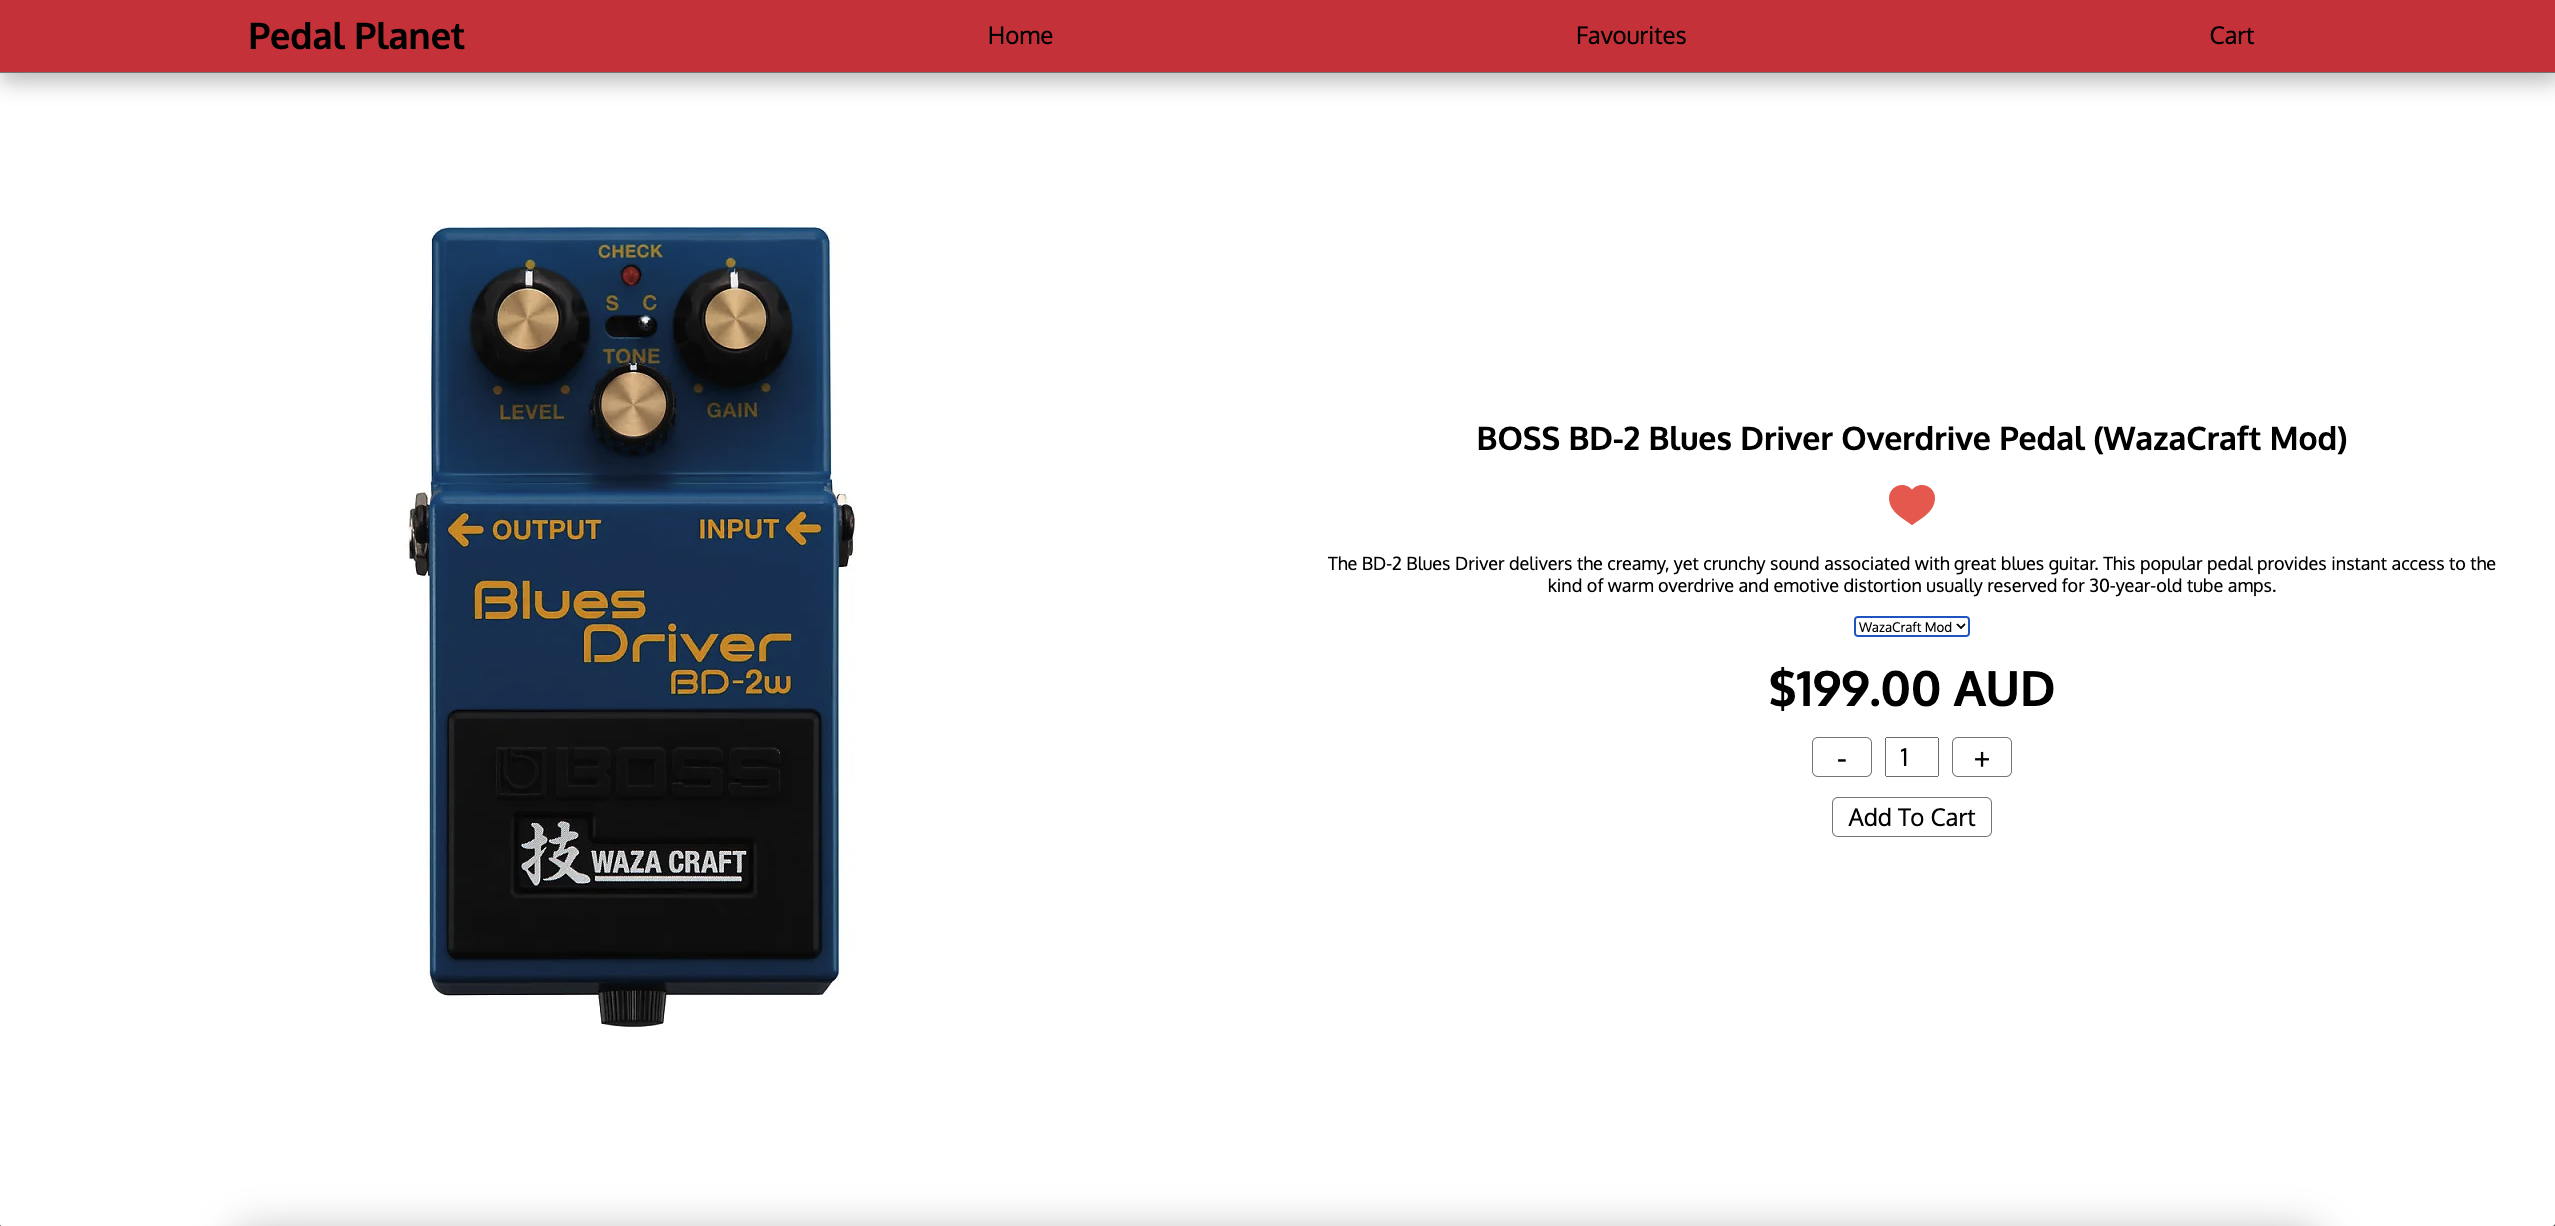 Pedal Planet
Home
Favourites
Cart
CHECK
S C
TONE
LEVEL
GAIN
OUTPUT
INPUT
Blues
Driver
BD-2w
BOSS
技 WAZA CRAFT
BOSS BD-2 Blues Driver Overdrive Pedal (WazaCraft Mod)
The BD-2 Blues Driver delivers the creamy, yet crunchy sound associated with great blues guitar. This popular pedal provides instant access to the
kind of warm overdrive and emotive distortion usually reserved for 30-year-old tube amps.
WazaCraft Mod
$199.00 AUD
- 1 +
Add To Cart